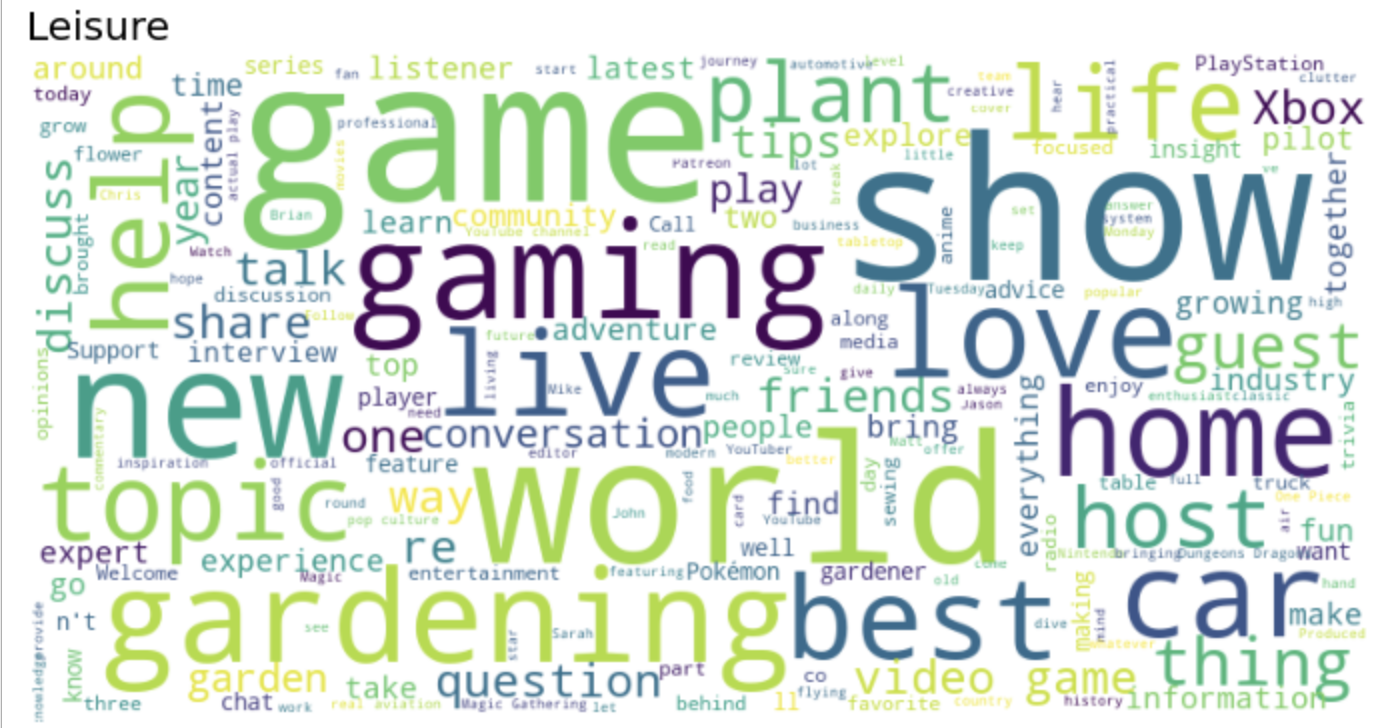 Leisure
around
series
fan
listener
start
latest
journey
automotive
level
PlayStation
clutter
today
time
plant
team
creative
cover
hear
practical
life
Xbox
grow
help
content
actual play
game
professional
movies
tips
explore
focused
insight
pilot
flower
year
Chris
Brian
Patreon
lot
little
break
play
show
ve
together
discuss
brought
learn
community
YouTube channel
Call
two
business
anime
set
answer
system
Monday
Watch
talk
gaming
read
tabletop
keep
hope
discussion
follow
daily
Tuesday
advice
popular
growing
high
share
future
adventure
along
media
love
guest
Support
interview
top
living
live
review
sure
give
industry
opinions
new
player
need
Mike
much
friends
always
Jason
everything
enjoy
enthusiast
classic
trivia
commentary
one
conversation
people
bring
home
inspiration
official
feature
editor
modern
YouTuber
better
Matt
offer
topic
good
round
way
world
food
card
find
day
sewing
table
full
truck
pop culture
John
YouTube
radio
host
One Piece
air
fun
expert
experience
re
well
Nintendo
bringing
Dungeons Dragons
want
Welcome
Magic
entertainment
featuring
Pokémon
gardener
old
come
go
gardening
best
making
mind
car
hand
n't
see
star
Sarah
dive
whatever
make
Produced
knowledge
provide
know
garden
take
question
part
co
flying
video game
thing
three
chat
work
real aviation
Magic Gathering
let
behind
ll
favorite
country
history
information